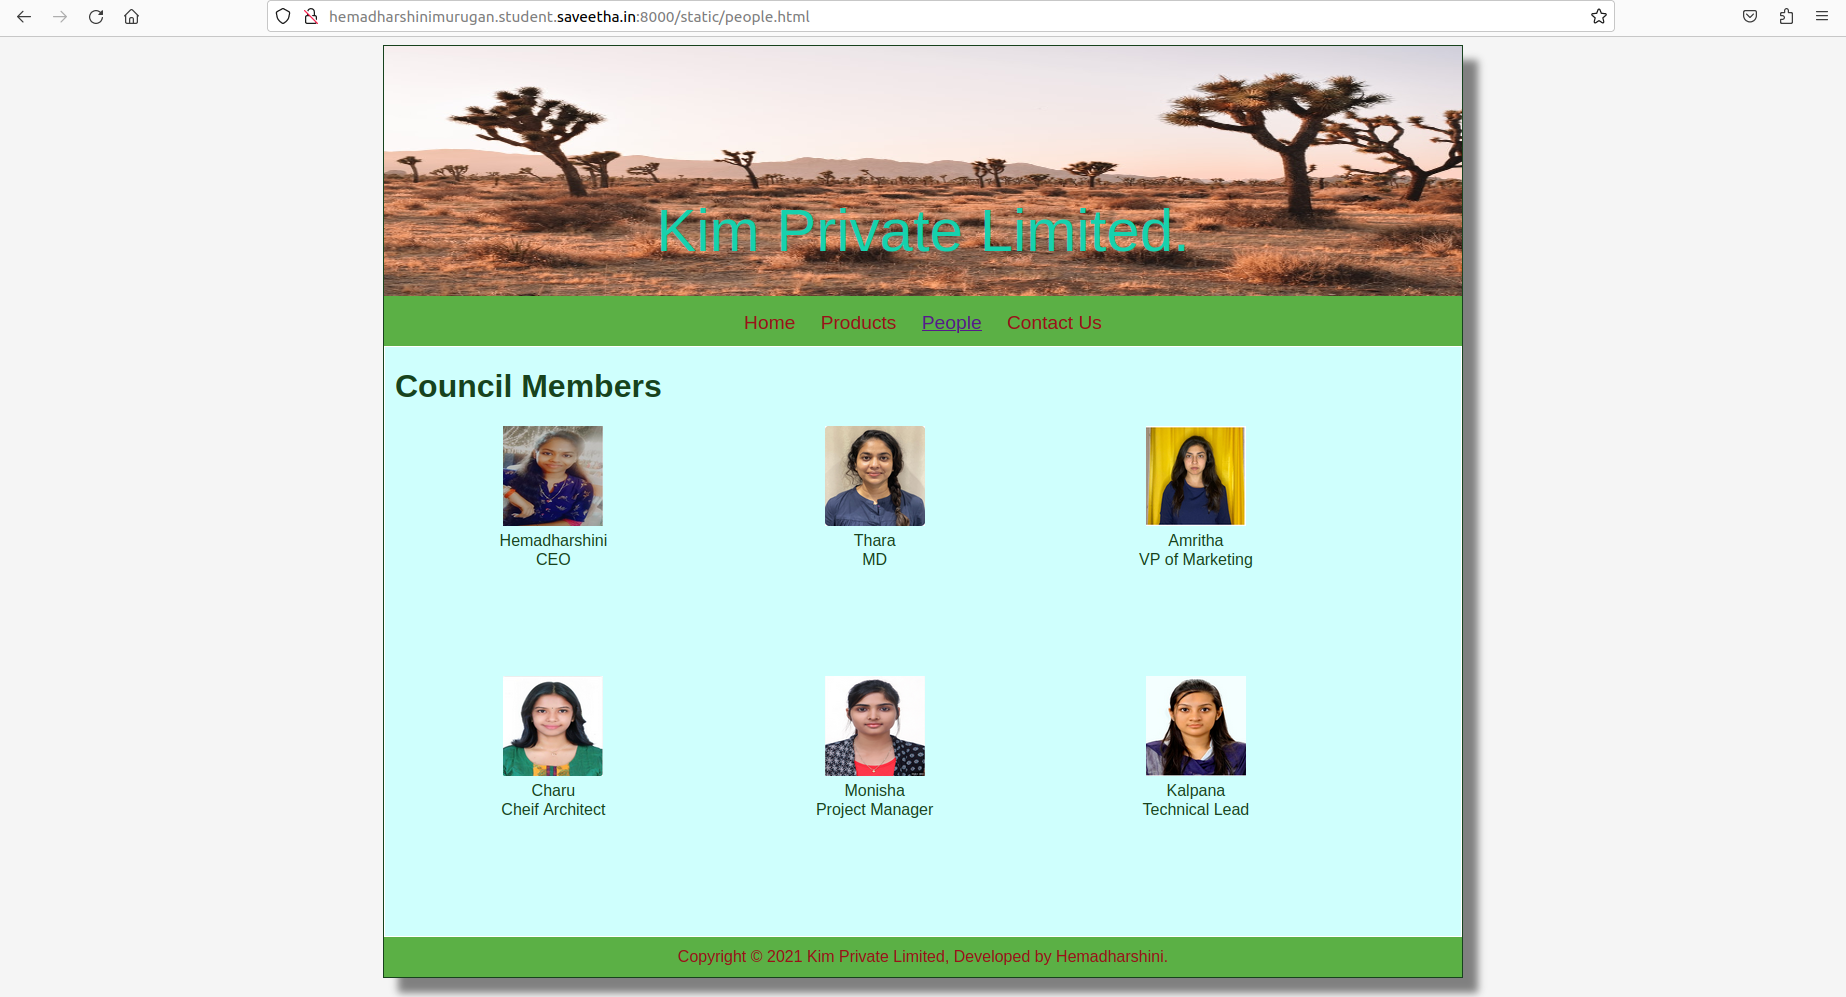 hemadharshinimurugan.student.saveetha.in:8000/static/people.html
Kim Private Limited.
Home Products People Contact Us
Council Members
Hemadharshini
CEO
Thara
MD
Amritha
VP of Marketing
Charu
Cheif Architect
Monisha
Project Manager
Kalpana
Technical Lead
Copyright © 2021 Kim Private Limited, Developed by Hemadharshini.